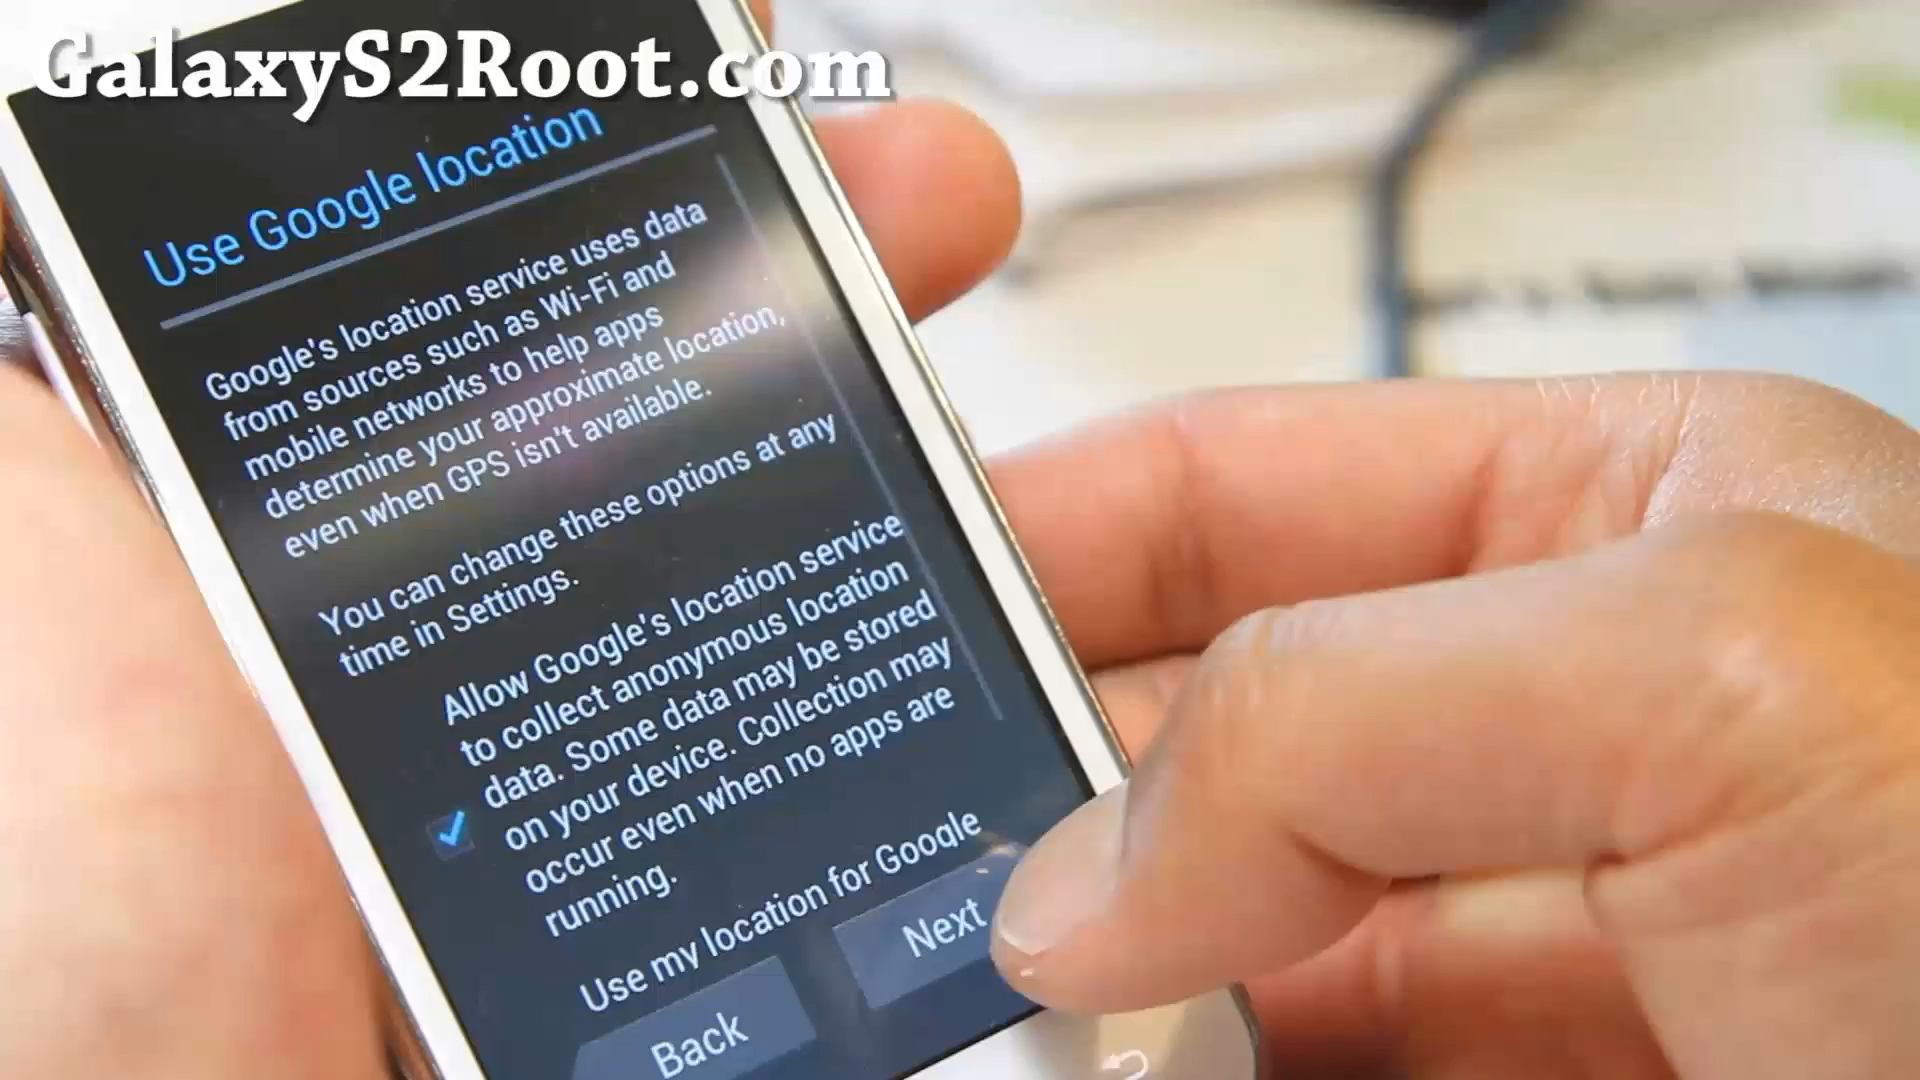 GalaxyS2Root.com
Use Google location
Google's location service uses data
from sources such as Wi-Fi and
mobile networks to help apps
determine your approximate location,
even when GPS isn't available.
You can change these options at any
time in Settings.
Allow Google's location service
to collect anonymous location
data. Some data may be stored
on your device. Collection may
occur even when no apps are
running.
Use my location for Google
Back
Next